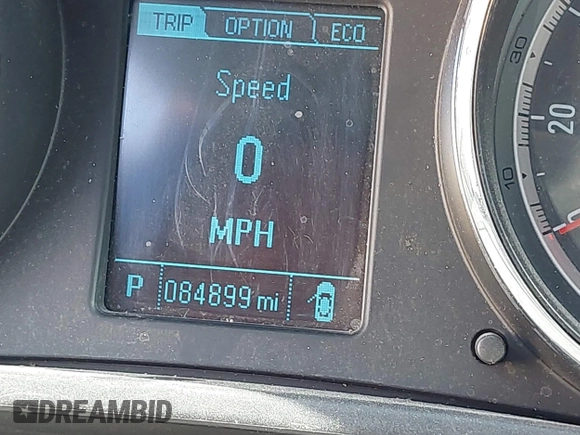 TRIP OPTION ECO
Speed
0
MPH
P 084899 mi
30
20
10
DREAMBID